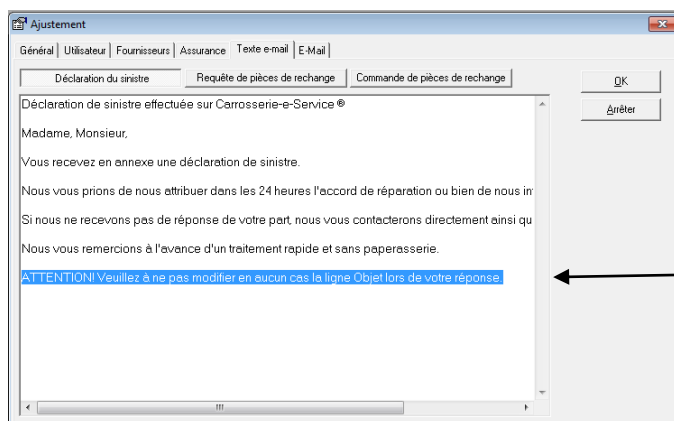 Ajustement
Général Utilisateur Fournisseurs Assurance Texte e-mail E-Mail
Déclaration du sinistre Requête de pièces de rechange Commande de pièces de rechange
OK
Arrêter
Déclaration de sinistre effectuée sur Carrosserie-e-Service ®
Madame, Monsieur,
Vous recevez en annexe une déclaration de sinistre.
Nous vous prions de nous attribuer dans les 24 heures l'accord de réparation ou bien de nous in
Si nous ne recevons pas de réponse de votre part, nous vous contacterons directement ainsi qu
Nous vous remercions à l'avance d'un traitement rapide et sans paperasserie.
ATTENTION! Veuillez à ne pas modifier en aucun cas la ligne Objet lors de votre réponse.